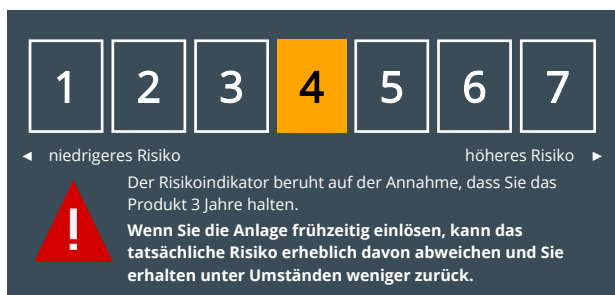 1 2 3 4 5 6 7
◄ niedrigeres Risiko höheres Risiko ►
Der Risikoindikator beruht auf der Annahme, dass Sie das
Produkt 3 Jahre halten.
Wenn Sie die Anlage frühzeitig einlösen, kann das
tatsächliche Risiko erheblich davon abweichen und Sie
erhalten unter Umständen weniger zurück.
!